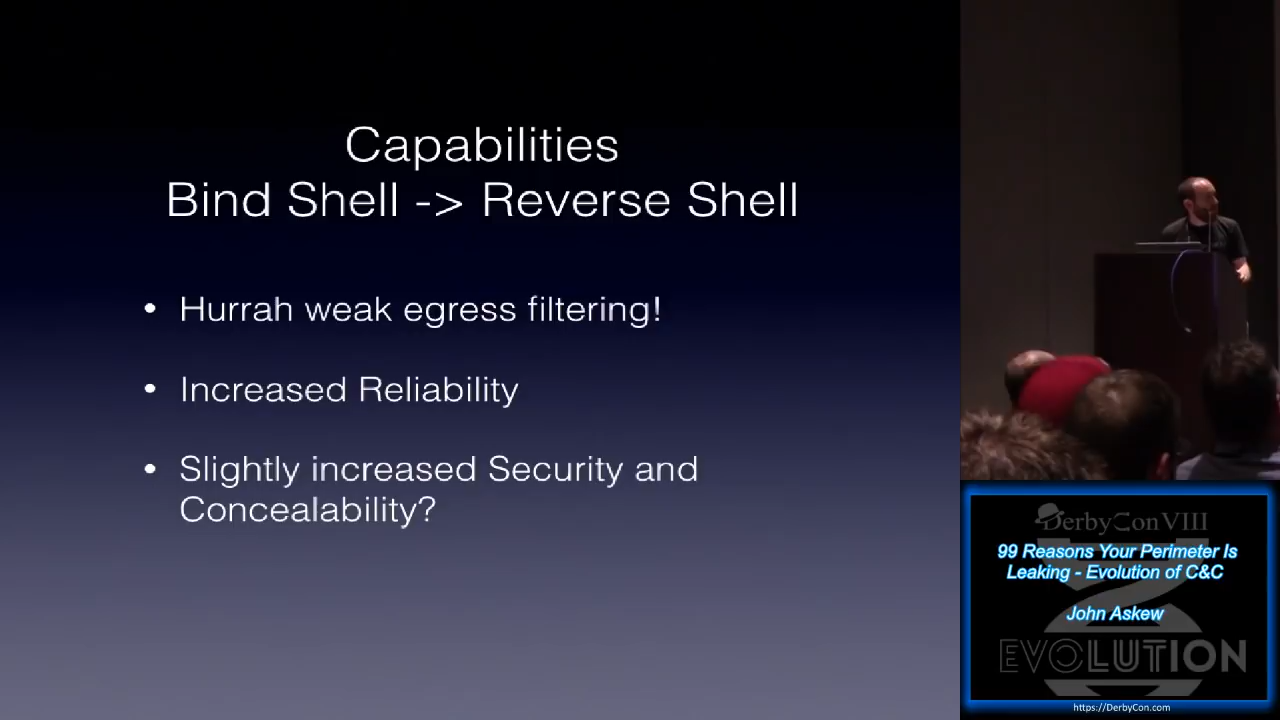 Capabilities
Bind Shell -> Reverse Shell
• Hurrah weak egress filtering!
• Increased Reliability
• Slightly increased Security and
Concealability?
DerbyCon VIII
99 Reasons Your Perimeter Is
Leaking - Evolution of C&C
John Askew
EVOLUTION
https://DerbyCon.com